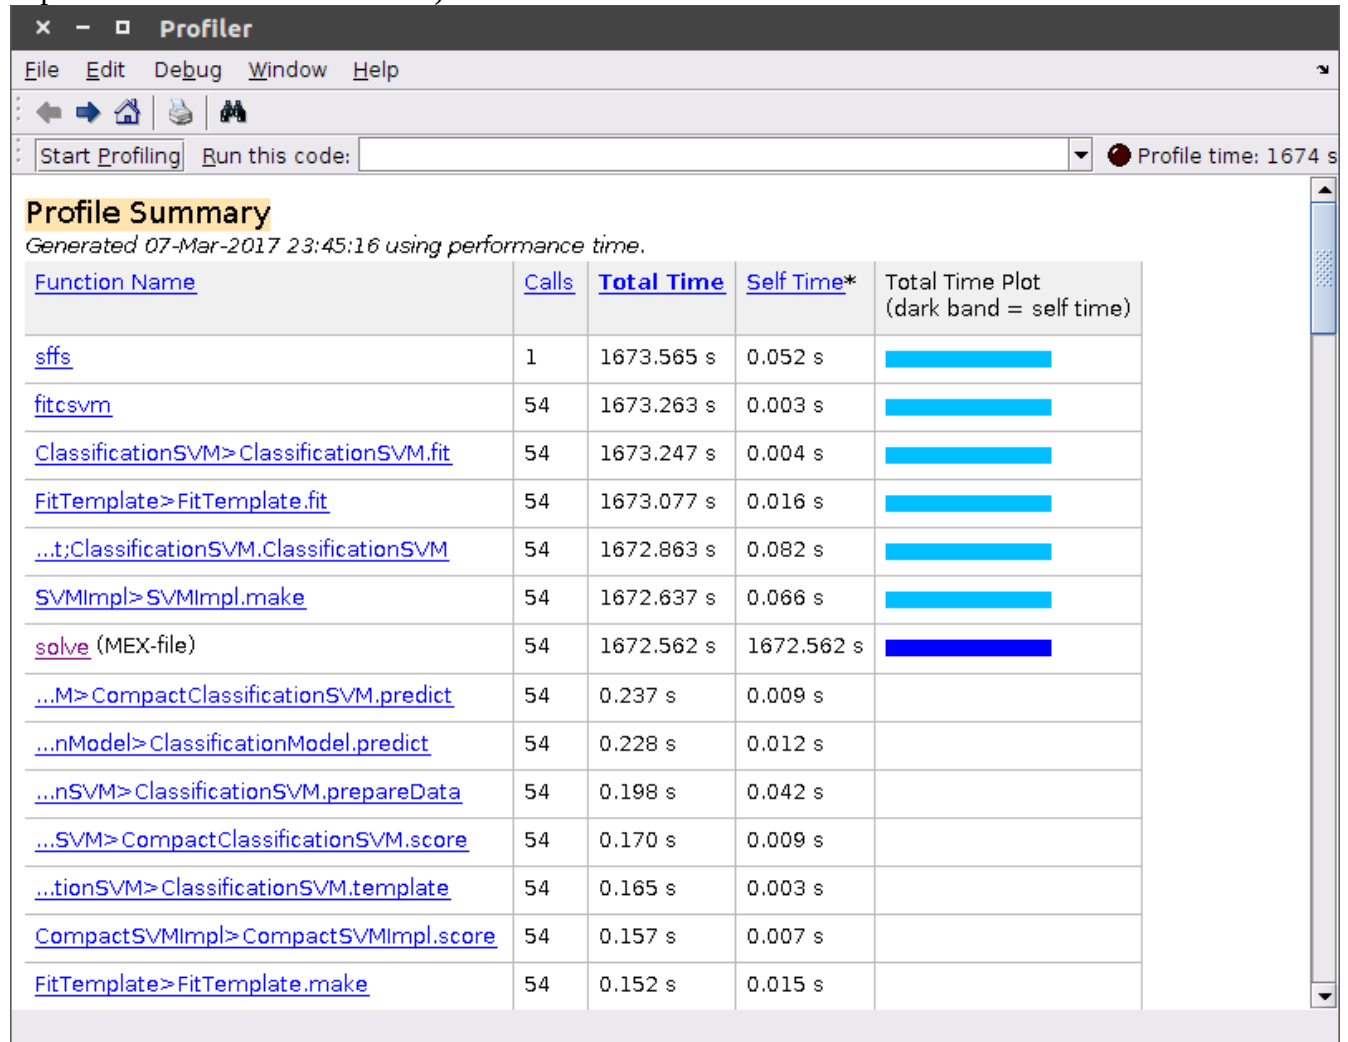 Profiler
File Edit Debug Window Help
Start Profiling Run this code: Profile time: 1674 s
Profile Summary
Generated 07-Mar-2017 23:45:16 using performance time.
Function Name Calls Total Time Self Time* Total Time Plot
(dark band = self time)
sffs 1 1673.565 s 0.052 s
fitcsvm 54 1673.263 s 0.003 s
ClassificationSVM>ClassificationSVM.fit 54 1673.247 s 0.004 s
FitTemplate>FitTemplate.fit 54 1673.077 s 0.016 s
...t;ClassificationSVM.ClassificationSVM 54 1672.863 s 0.082 s
SVMImpl>SVMImpl.make 54 1672.637 s 0.066 s
solve (MEX-file) 54 1672.562 s 1672.562 s
...M>CompactClassificationSVM.predict 54 0.237 s 0.009 s
...nModel>ClassificationModel.predict 54 0.228 s 0.012 s
...nSVM>ClassificationSVM.prepareData 54 0.198 s 0.042 s
...SVM>CompactClassificationSVM.score 54 0.170 s 0.009 s
...tionSVM>ClassificationSVM.template 54 0.165 s 0.003 s
CompactSVMImpl>CompactSVMImpl.score 54 0.157 s 0.007 s
FitTemplate>FitTemplate.make 54 0.152 s 0.015 s